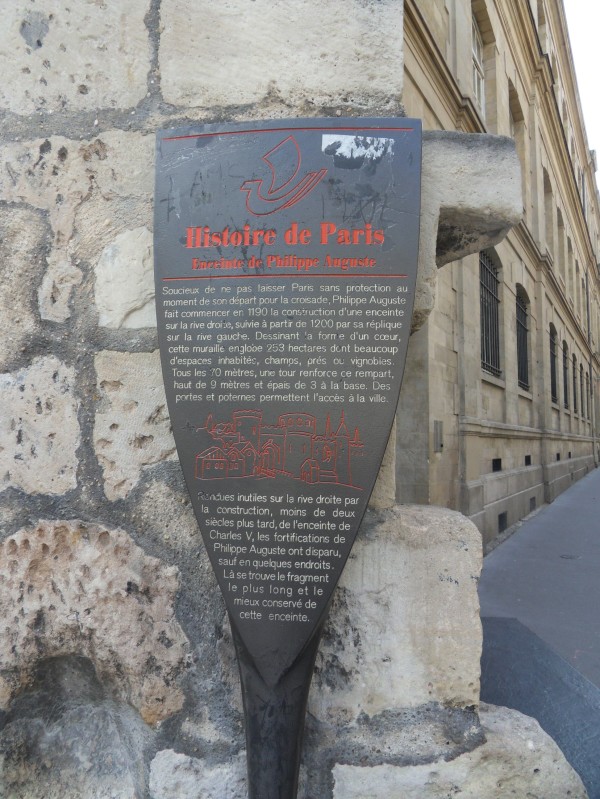 Histoire de Paris
Enceinte de Philippe Auguste
Soucieux de ne pas laisser Paris sans protection au
moment de son départ pour la croisade, Philippe Auguste
fait commencer en 1190 la construction d'une enceinte
sur la rive droite, suivie à partir de 1200 par sa réplique
sur la rive gauche. Dessinant la forme d'un cœur,
cette muraille englobe 253 hectares dont beaucoup
d'espaces inhabités, champs, prés ou vignobles.
Tous les 70 mètres, une tour renforce ce rempart,
haut de 9 mètres et épais de 3 à la base. Des
portes et poternes permettent l'accès à la ville.
Rendues inutiles sur la rive droite par
la construction, moins de deux
siècles plus tard, de l'enceinte de
Charles V, les fortifications de
Philippe Auguste ont disparu,
sauf en quelques endroits.
Là se trouve le fragment
le plus long et le
mieux conservé de
cette enceinte.